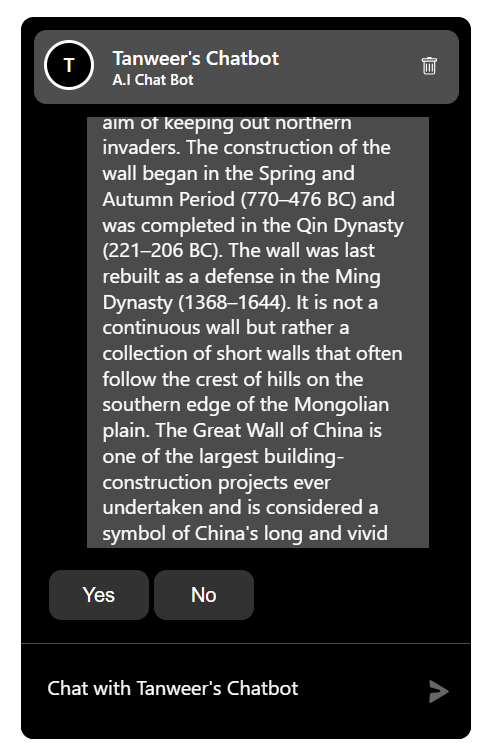 T
Tanweer's Chatbot
A.I Chat Bot
aim of keeping out northern
invaders. The construction of the
wall began in the Spring and
Autumn Period (770–476 BC) and
was completed in the Qin Dynasty
(221–206 BC). The wall was last
rebuilt as a defense in the Ming
Dynasty (1368–1644). It is not a
continuous wall but rather a
collection of short walls that often
follow the crest of hills on the
southern edge of the Mongolian
plain. The Great Wall of China is
one of the largest building-
construction projects ever
undertaken and is considered a
symbol of China's long and vivid
Yes
No
Chat with Tanweer's Chatbot